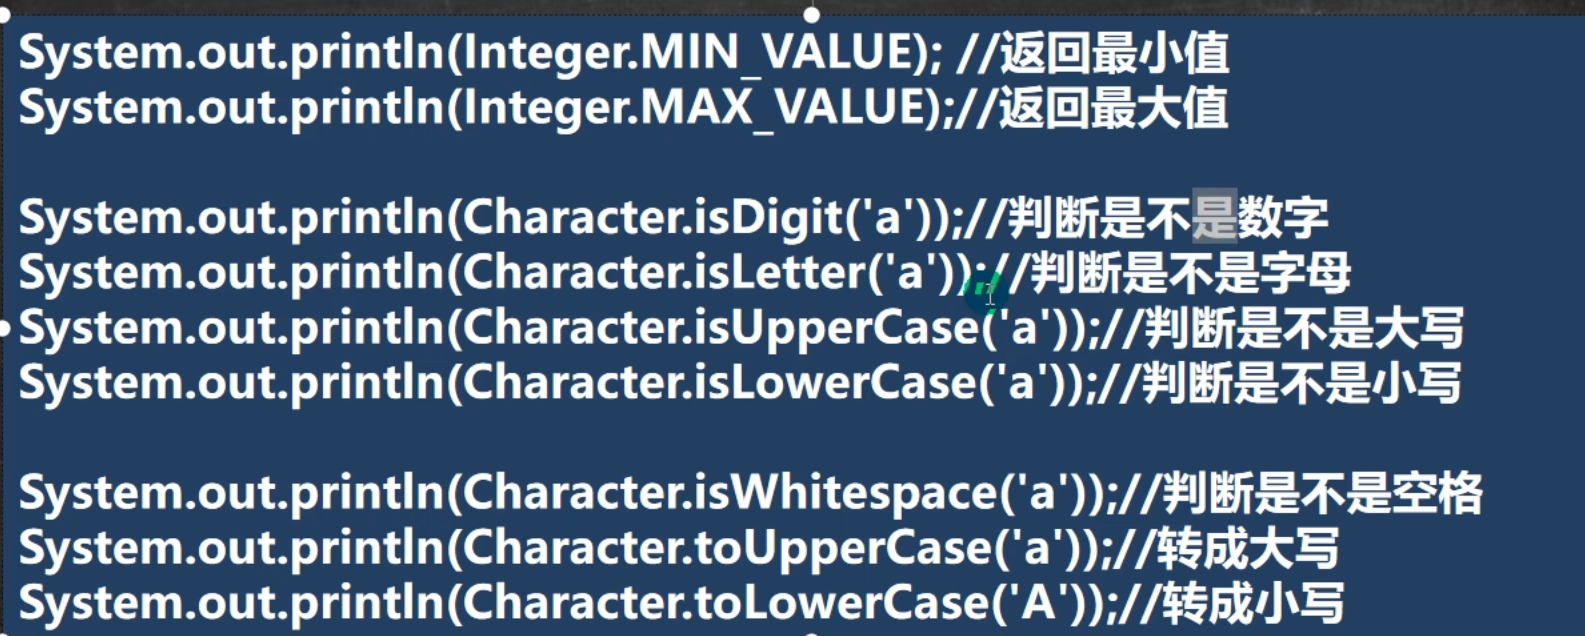 System.out.println(Integer.MIN_VALUE); //返回最小值
System.out.println(Integer.MAX_VALUE);//返回最大值
System.out.println(Character.isDigit('a'));//判断是不是数字
System.out.println(Character.isLetter('a'));//判断是不是字母
System.out.println(Character.isUpperCase('a'));//判断是不是大写
System.out.println(Character.isLowerCase('a'));//判断是不是小写
System.out.println(Character.isWhitespace('a'));//判断是不是空格
System.out.println(Character.toUpperCase('a'));//转成大写
System.out.println(Character.toLowerCase('A'));//转成小写